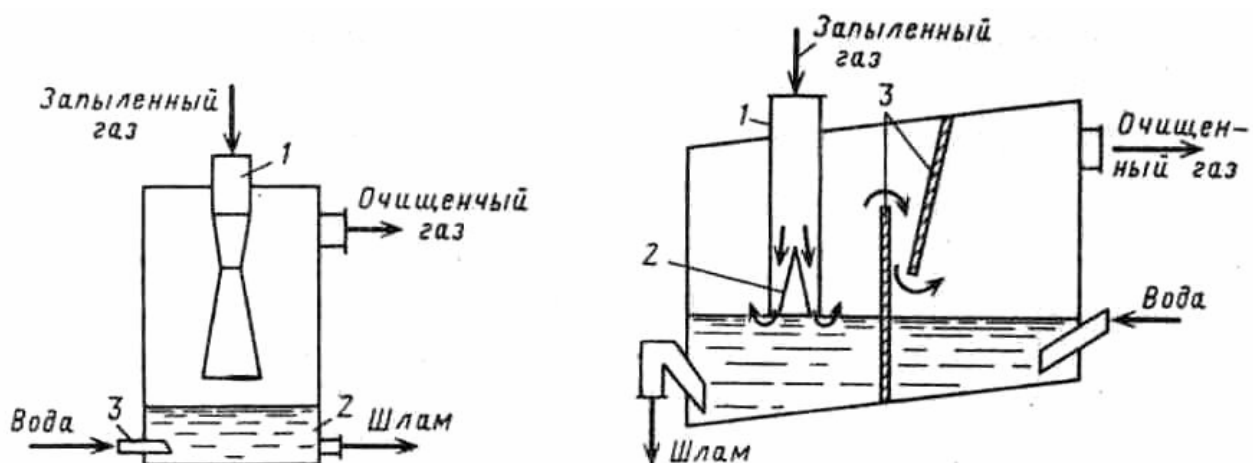 Запыленный
газ
1
Очищенчый
газ
2
3
Вода
Шлам
Запыленный
газ
1
3
Очищен-
ный газ
2
Вода
Шлам